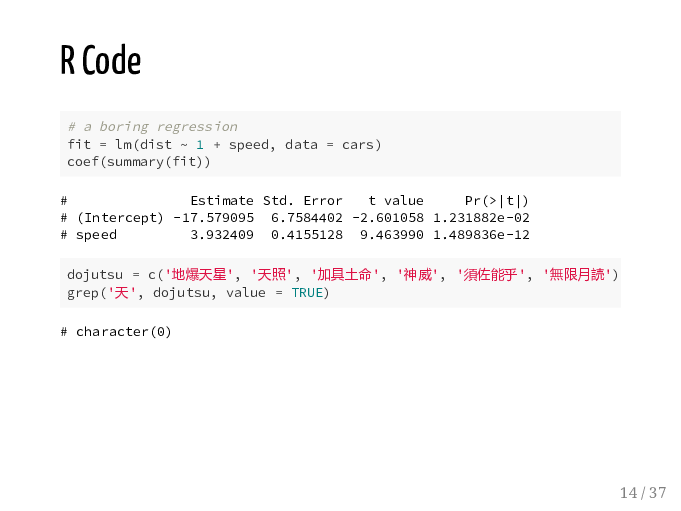 R Code
# a boring regression
fit = lm(dist ~ 1 + speed, data = cars)
coef(summary(fit))
#               Estimate Std. Error   t value     Pr(>|t|)
# (Intercept) -17.579095  6.7584402 -2.601058 1.231882e-02
# speed         3.932409  0.4155128  9.463990 1.489836e-12
dojutsu = c('地爆天星', '天照', '加具土命', '神威', '須佐能乎', '無限月読')
grep('天', dojutsu, value = TRUE)
# character(0)
14 / 37